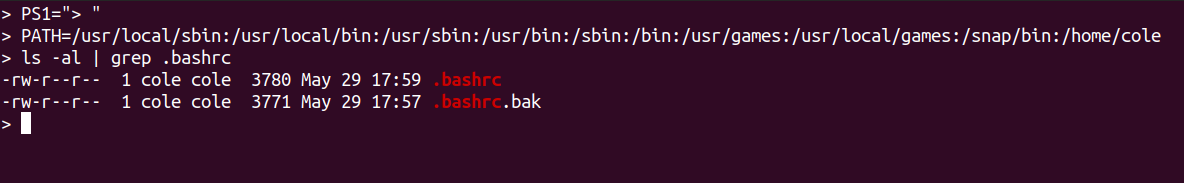 > PS1="> "
> PATH=/usr/local/sbin:/usr/local/bin:/usr/sbin:/usr/bin:/sbin:/bin:/usr/games:/usr/local/games:/snap/bin:/home/cole
> ls -al | grep .bashrc
-rw-r--r--  1 cole cole  3780 May 29 17:59 .bashrc
-rw-r--r--  1 cole cole  3771 May 29 17:57 .bashrc.bak
>